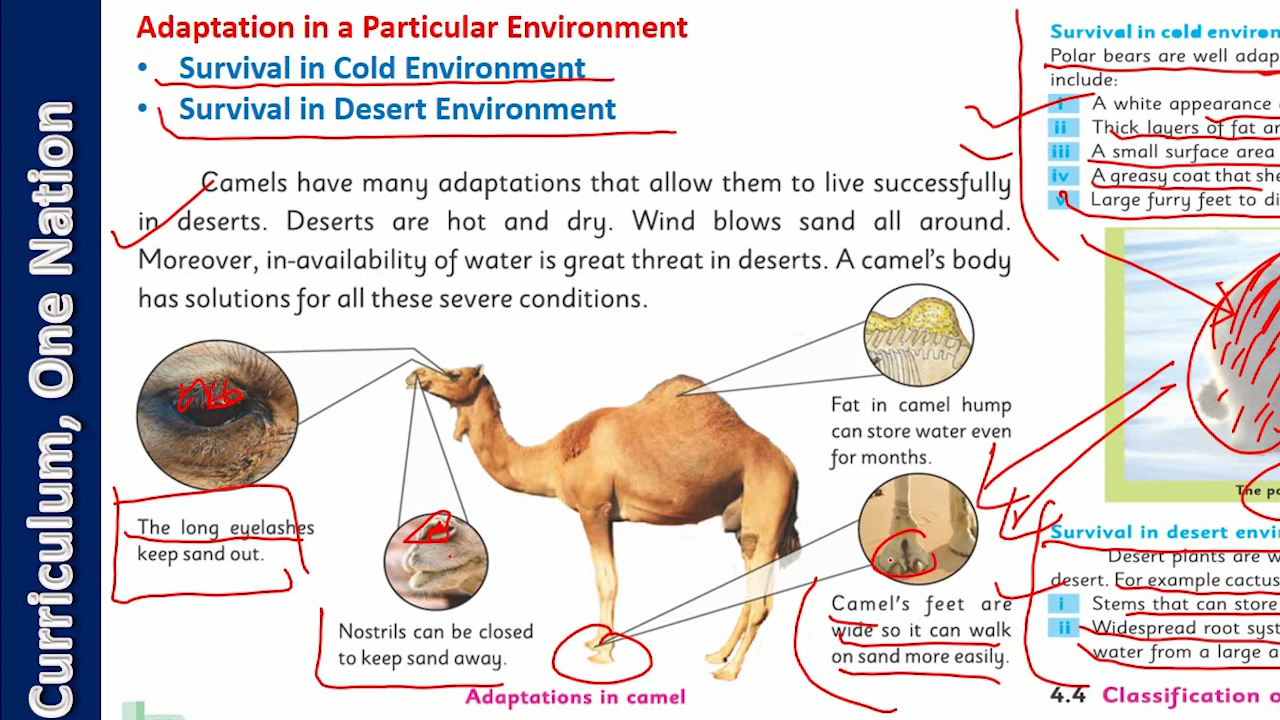 Curriculum, One Nation
Adaptation in a Particular Environment
• Survival in Cold Environment
• Survival in Desert Environment
Camels have many adaptations that allow them to live successfully
in deserts. Deserts are hot and dry. Wind blows sand all around.
Moreover, in-availability of water is great threat in deserts. A camel's body
has solutions for all these severe conditions.
The long eyelashes
keep sand out.
Nostrils can be closed
to keep sand away.
Fat in camel hump
can store water even
for months.
Camel's feet are
wide so it can walk
on sand more easily.
Adaptations in camel
Survival in cold environ
Polar bears are well adap
include:
i A white appearance
ii Thick layers of fat an
iii A small surface area
iv A greasy coat that she
v Large furry feet to di
The po
Survival in desert envi
Desert plants are w
desert. For example cactus
i Stems that can store
ii Widespread root syst
water from a large a
4.4 Classification o